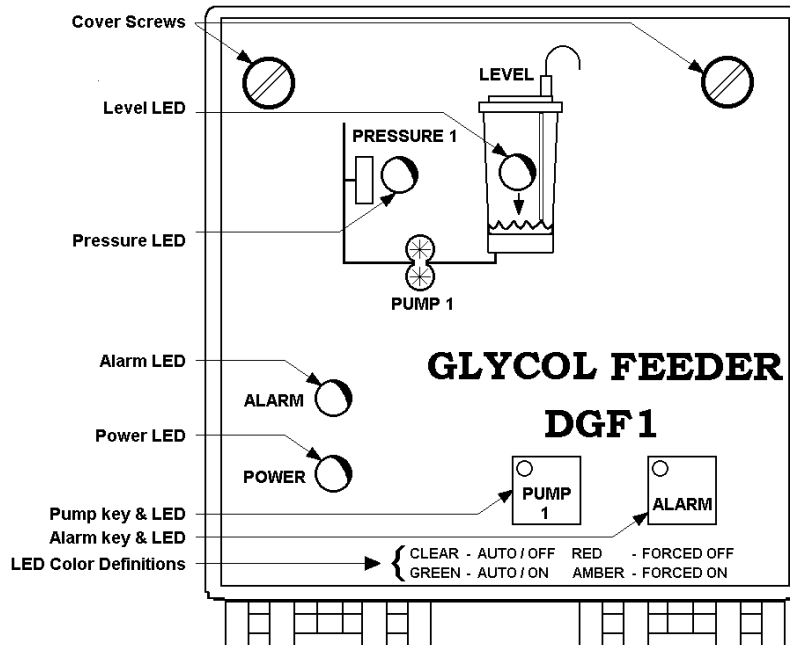 Cover Screws
LEVEL
Level LED
PRESSURE 1
Pressure LED
PUMP 1
Alarm LED
GLYCOL FEEDER
ALARM
DGF1
Power LED
POWER
PUMP
1
ALARM
Pump key & LED
Alarm key & LED
LED Color Definitions
{ CLEAR - AUTO / OFF RED - FORCED OFF
GREEN - AUTO / ON AMBER - FORCED ON